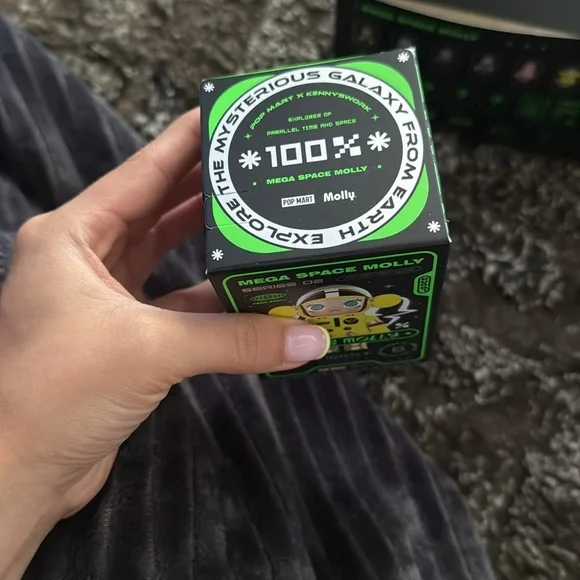 EXPLORE THE MYSTERIOUS GALAXY FROM EARTH
POP MART X KENNYSWORK
EXPLORER OF
PARALLEL TIME AND SPACE
100%
MEGA SPACE MOLLY
POP MART Molly.
MEGA SPACE MOLLY
SERIES 02